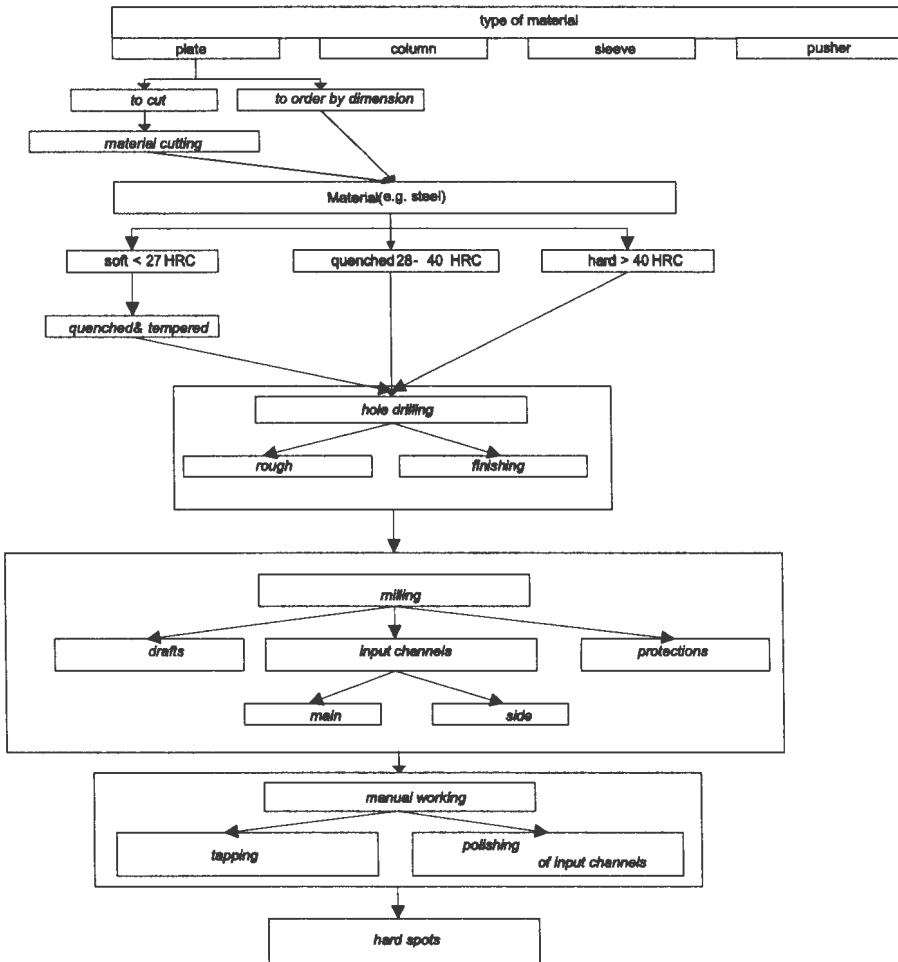 type of material
plate
column
sleeve
pusher
to cut
to order by dimension
material cutting
Material(e.g. steel)
soft < 27 HRC
quenched 28- 40 HRC
hard > 40 HRC
quenched& tempered
hole drilling
rough
finishing
milling
drafts
input channels
protections
main
side
manual working
tapping
polishing
of input channels
hard spots